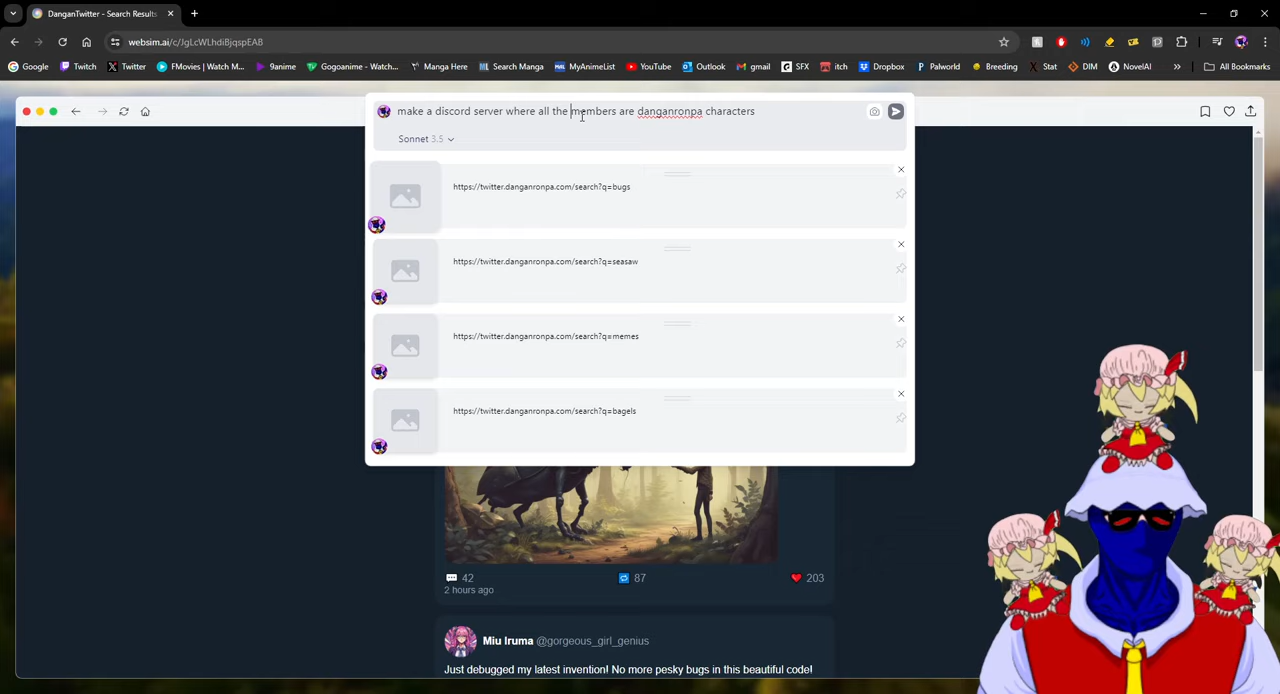 DanganTwitter - Search Results
websim.ai/c/JgLcWLhdiBjqspEAB
Google
Twitch
Twitter
FMovies | Watch M...
9anime
Gogoanime - Watch...
Manga Here
Search Manga
MyAnimeList
YouTube
Outlook
gmail
SFX
itch
Dropbox
Palworld
Breeding
Stat
DIM
NovelAI
»
All Bookmarks
make a discord server where all the members are danganronpa characters
Sonnet 3.5
https://twitter.danganronpa.com/search?q=bugs
https://twitter.danganronpa.com/search?q=seasaw
https://twitter.danganronpa.com/search?q=memes
https://twitter.danganronpa.com/search?q=bagels
42
87
203
2 hours ago
Miu Iruma @gorgeous_girl_genius
Just debugged my latest invention! No more pesky bugs in this beautiful code!